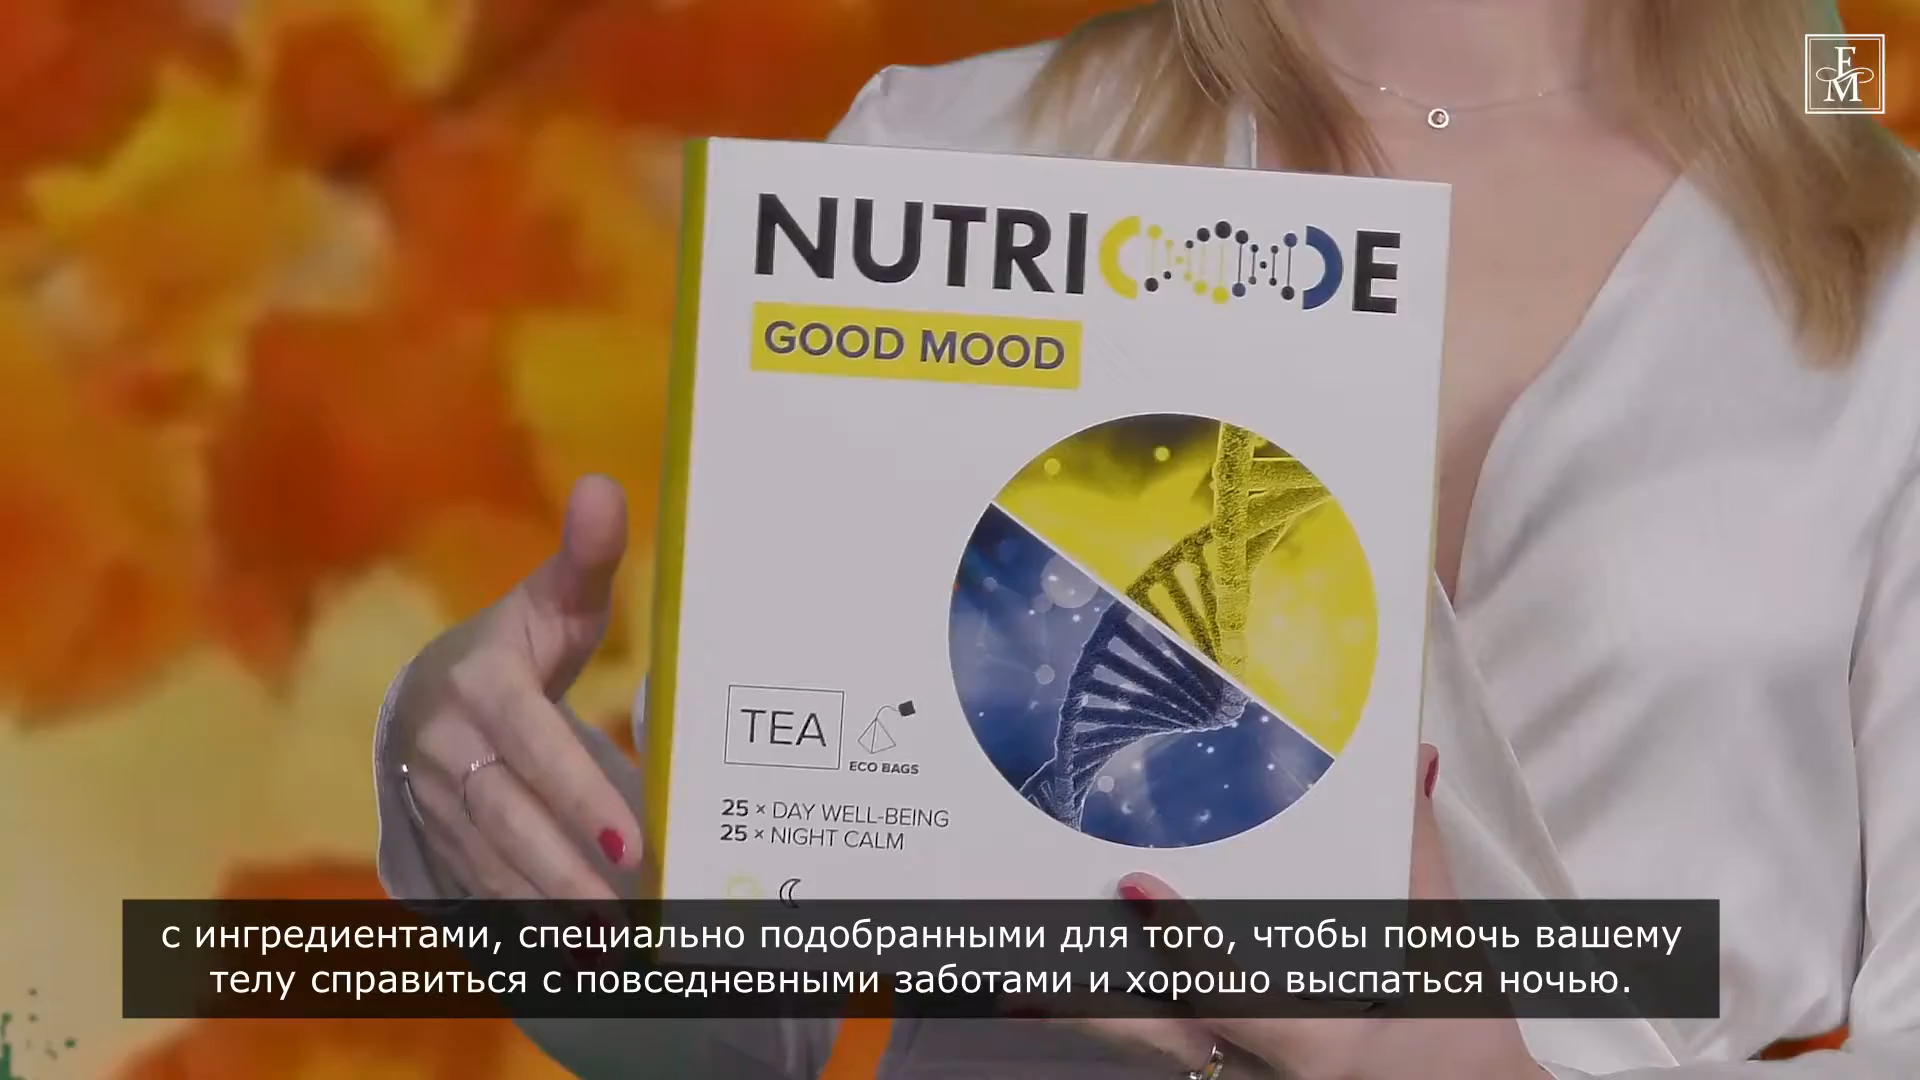 FM
NUTRICODE
GOOD MOOD
TEA
ECO BAGS
25 × DAY WELL-BEING
25 × NIGHT CALM
с ингредиентами, специально подобранными для того, чтобы помочь вашему
телу справиться с повседневными заботами и хорошо выспаться ночью.